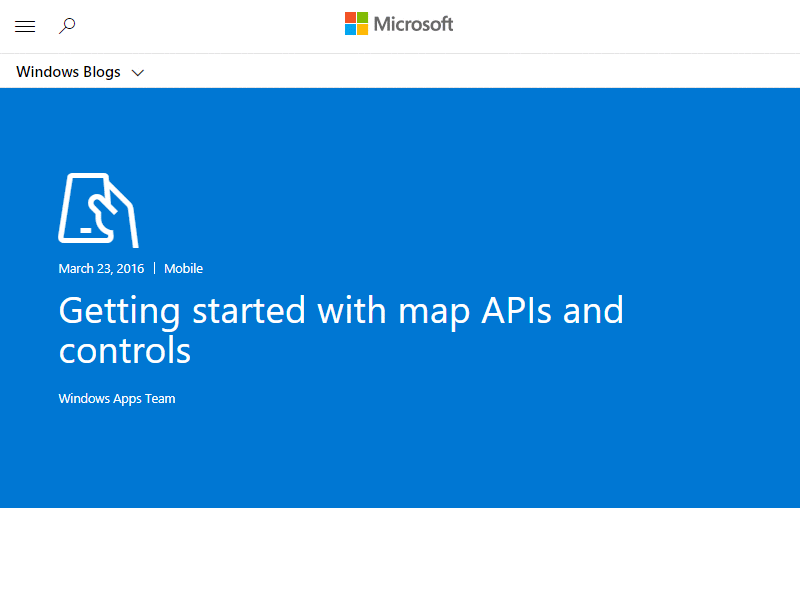 Microsoft
Windows Blogs
March 23, 2016 | Mobile
Getting started with map APIs and
controls
Windows Apps Team